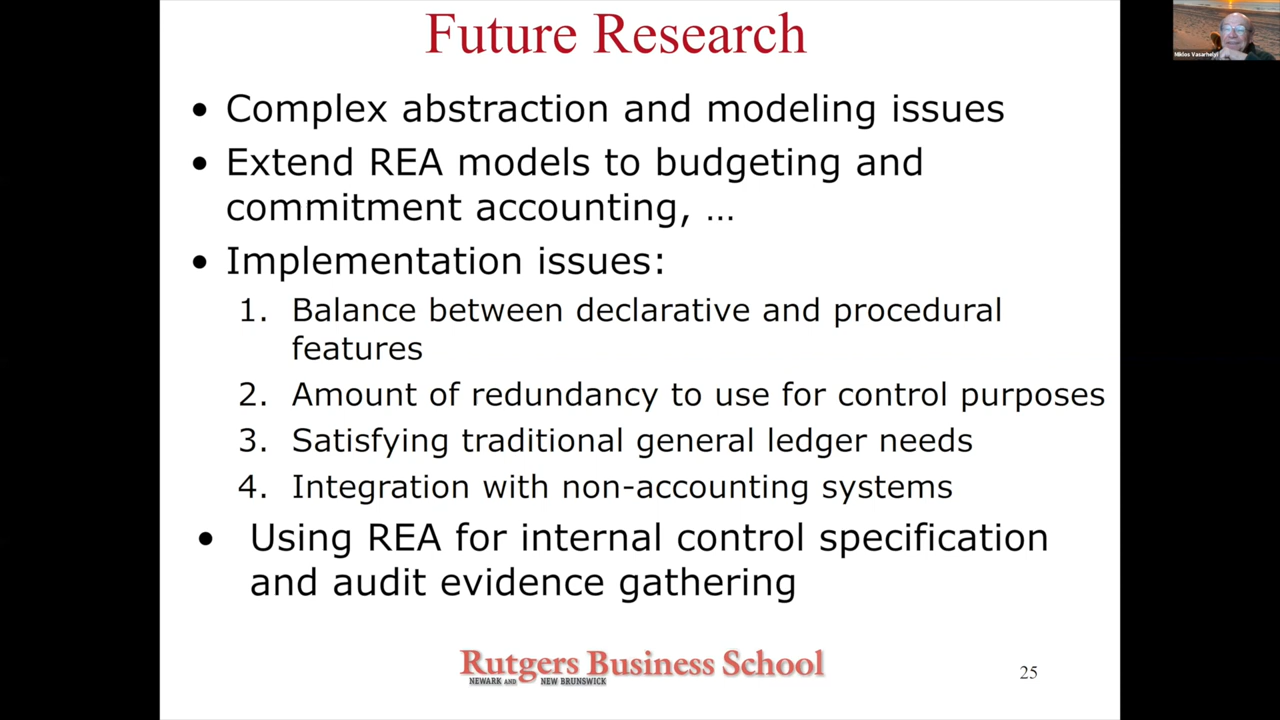 Future Research
Niklos Vasarhelyi
• Complex abstraction and modeling issues
• Extend REA models to budgeting and
commitment accounting, …
• Implementation issues:
1. Balance between declarative and procedural
features
2. Amount of redundancy to use for control purposes
3. Satisfying traditional general ledger needs
4. Integration with non-accounting systems
• Using REA for internal control specification
and audit evidence gathering
Rutgers Business School
NEWARK AND NEW BRUNSWICK
25